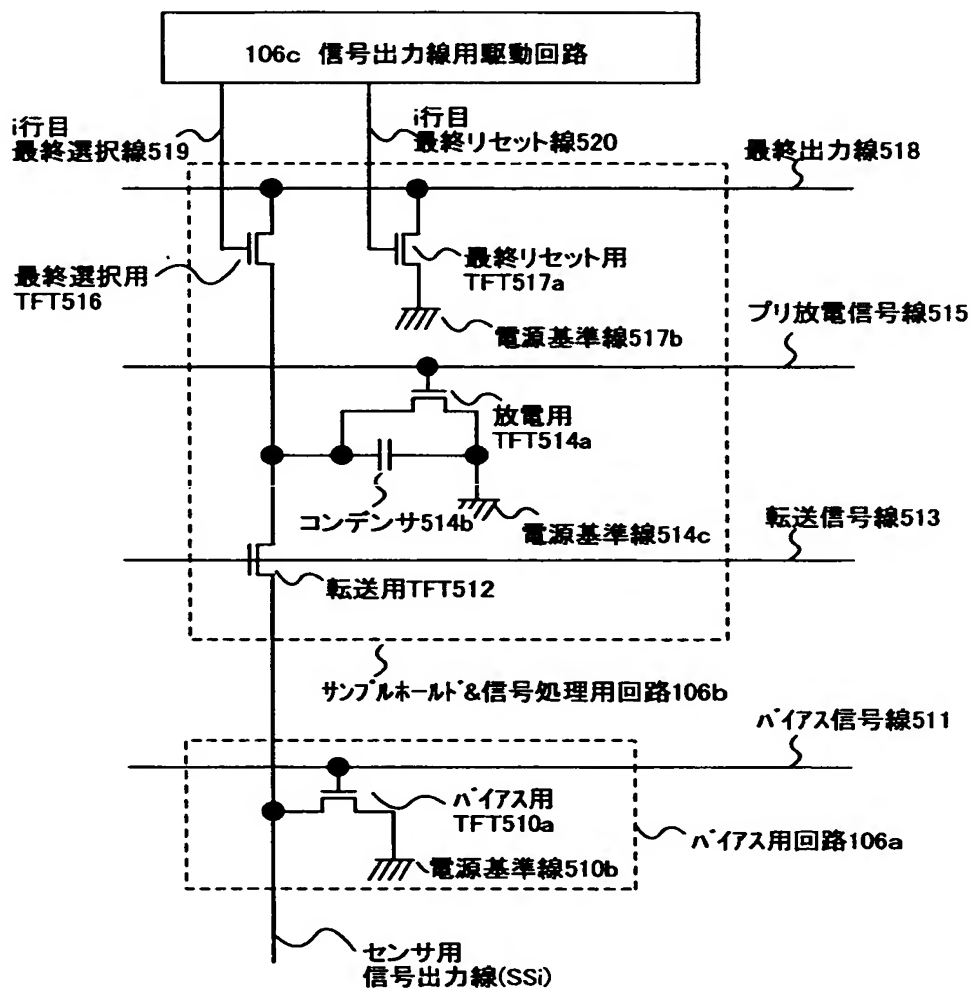 106c 信号出力線用駆動回路
i行目
最終選択線519
i行目
最終リセット線520
最終出力線518
最終選択用
TFT516
最終リセット用
TFT517a
電源基準線517b
プリ放電信号線515
放電用
TFT514a
コンデンサ514b
電源基準線514c
転送信号線513
転送用TFT512
サンプルホールド&信号処理用回路106b
バイアス信号線511
バイアス用
TFT510a
バイアス用回路106a
電源基準線510b
センサ用
信号出力線(SSi)